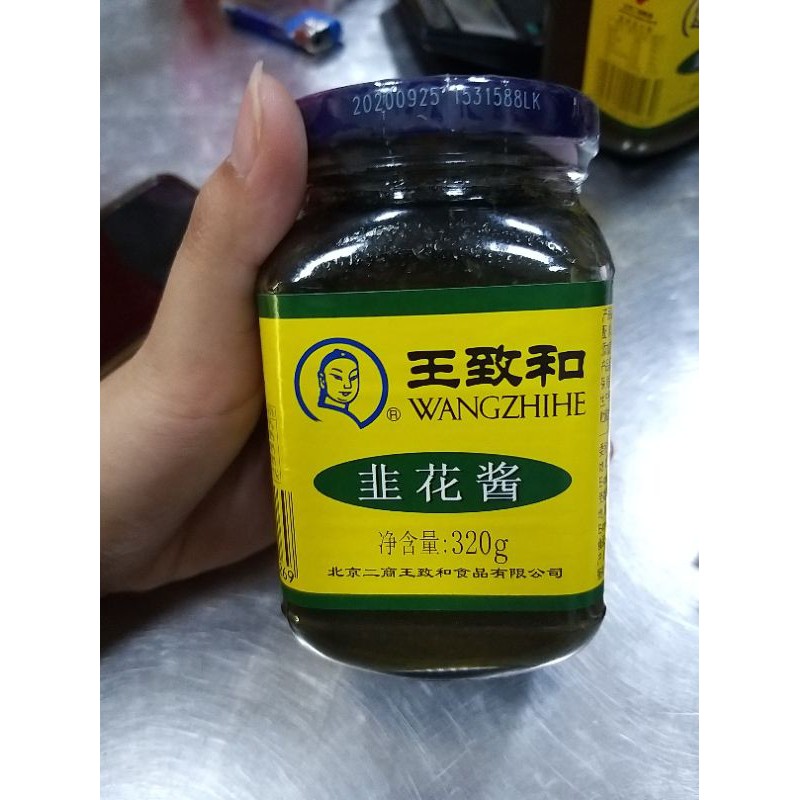 20200925 1531588LK
王致和
®
WANGZHIHE
韭花酱
净含量:320g
北京二商王致和食品有限公司